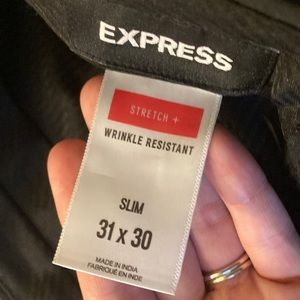 EXPRESS
STRETCH +
WRINKLE RESISTANT
SLIM
31 x 30
MADE IN INDIA
FABRIQUÉ EN INDE